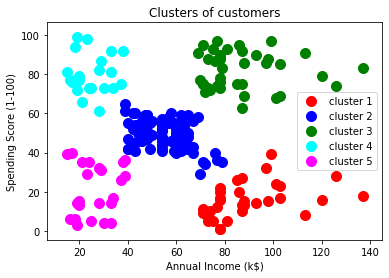 Clusters of customers
Spending Score (1-100)
100
80
60
40
20
0
cluster 1
cluster 2
cluster 3
cluster 4
cluster 5
20 40 60 80 100 120 140
Annual Income (k$)